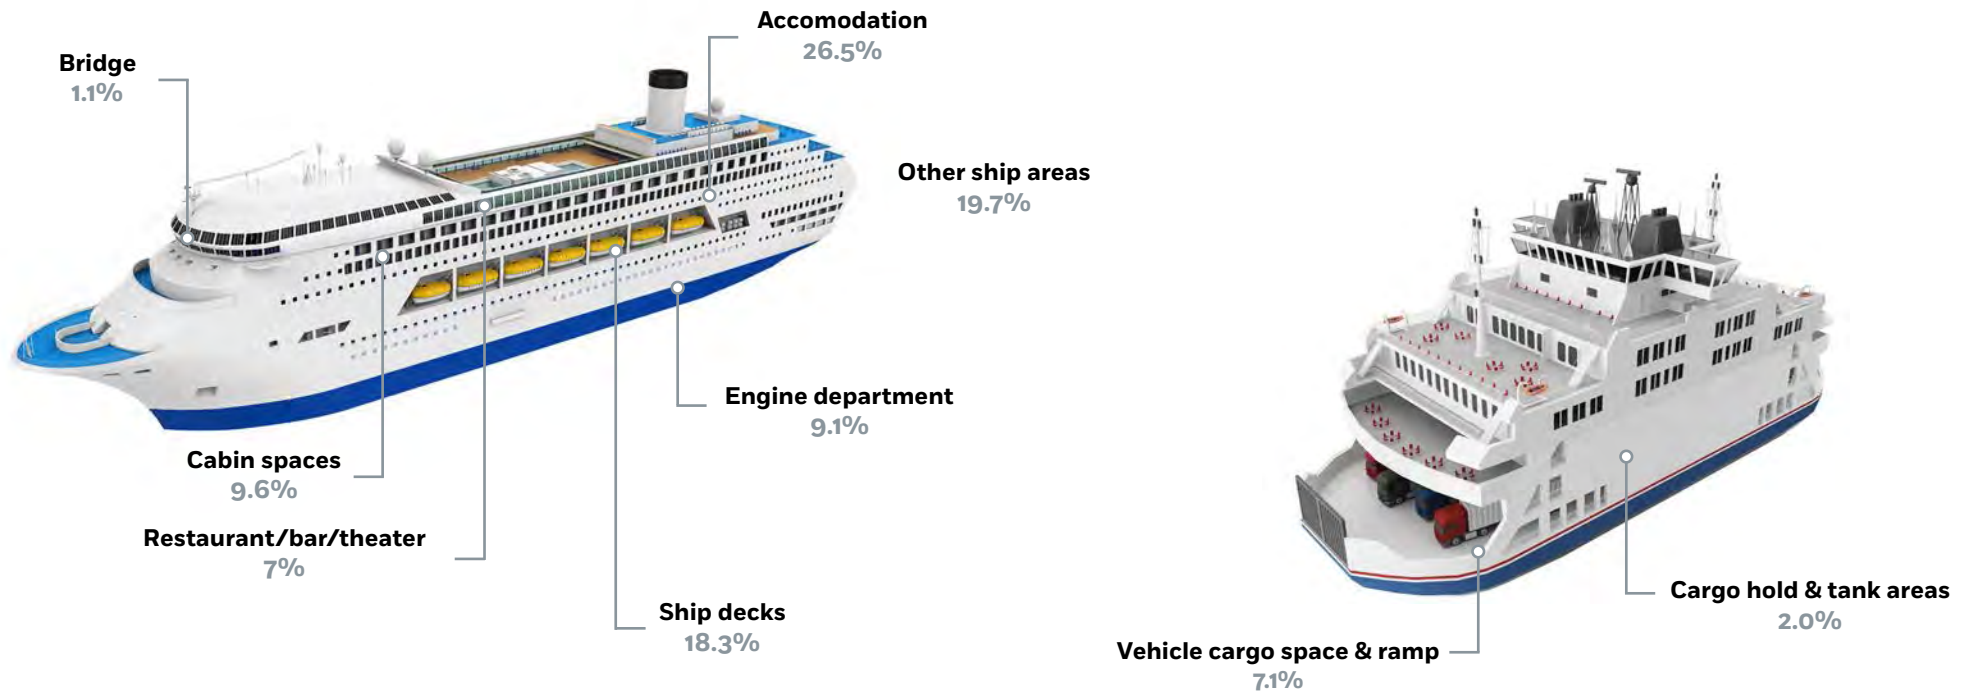 Accomodation
26.5%
Bridge
1.1%
Other ship areas
19.7%
Engine department
9.1%
Cabin spaces
9.6%
Restaurant/bar/theater
7%
Ship decks
18.3%
Cargo hold & tank areas
2.0%
Vehicle cargo space & ramp
7.1%